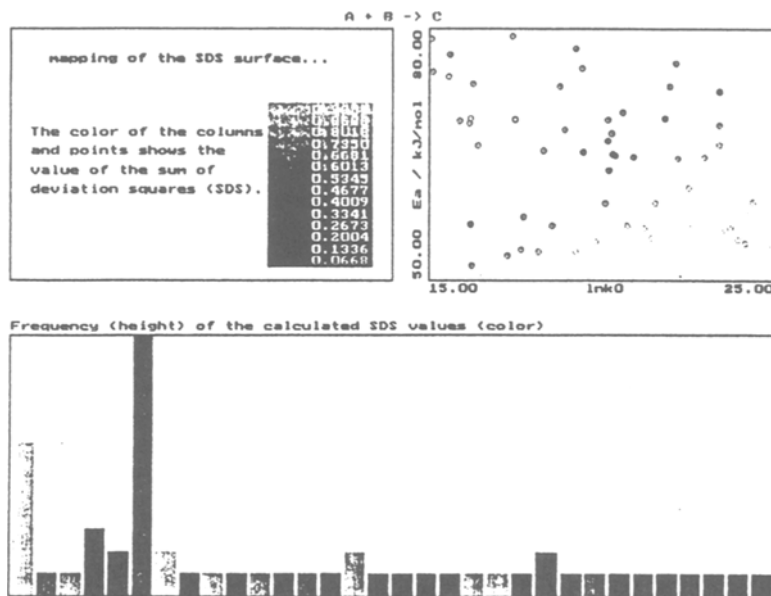 A + B -> C
mapping of the SDS surface...
The color of the columns
and points shows the
value of the sum of
deviation squares (SDS).
0.8018
0.7350
0.6681
0.6013
0.5345
0.4677
0.4009
0.3341
0.2673
0.2004
0.1336
0.0668
80.00
Ea / kJ/mol
50.00
15.00
lnk0
25.00
Frequency (height) of the calculated SDS values (color)